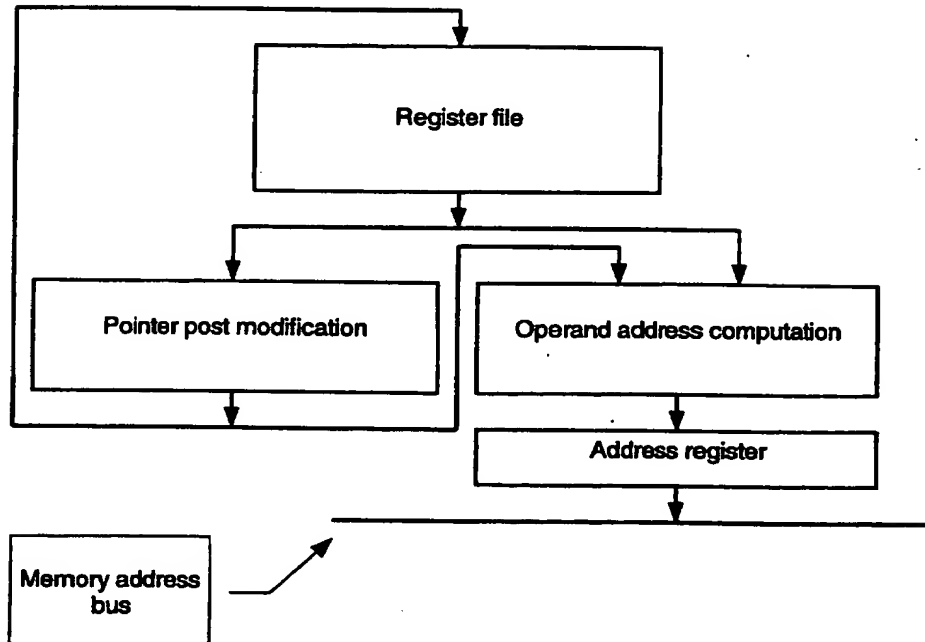 Register file
Pointer post modification
Operand address computation
Address register
Memory address
bus